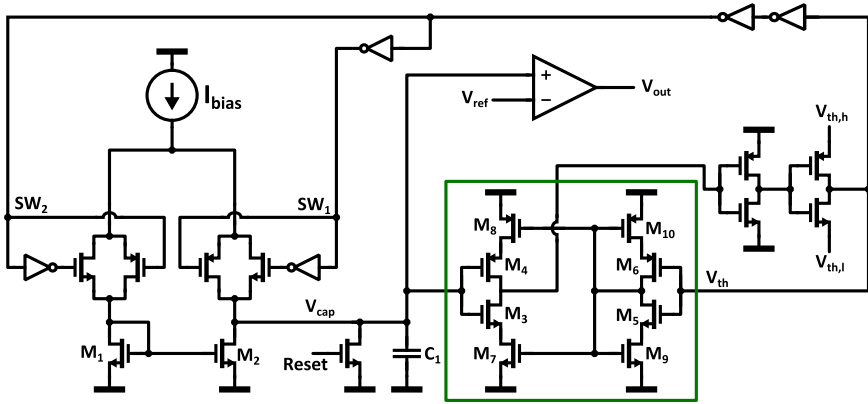 I_bias
V_ref
V_out
V_th,h
SW_2
SW_1
M_8
M_10
M_4
M_6
V_th
V_th,l
V_cap
M_3
M_5
M_1
M_2
Reset
C_1
M_7
M_9
+
−